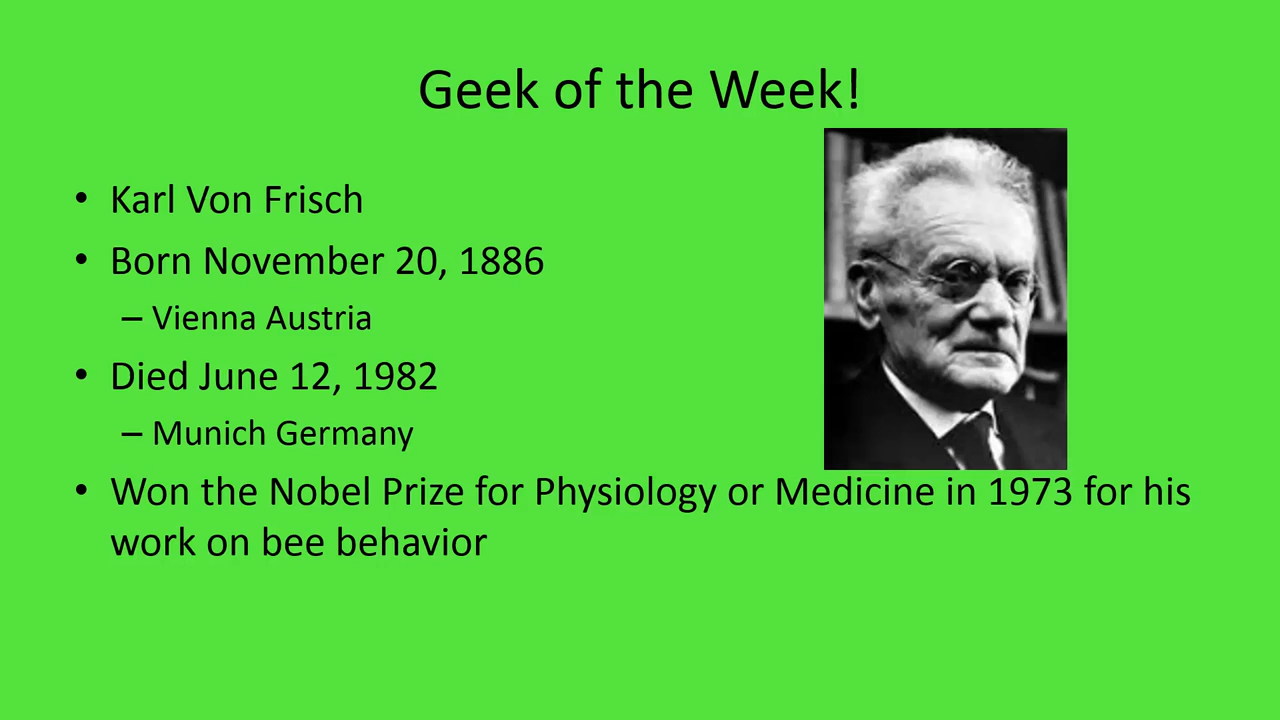 Geek of the Week!
• Karl Von Frisch
• Born November 20, 1886
– Vienna Austria
• Died June 12, 1982
– Munich Germany
• Won the Nobel Prize for Physiology or Medicine in 1973 for his
work on bee behavior